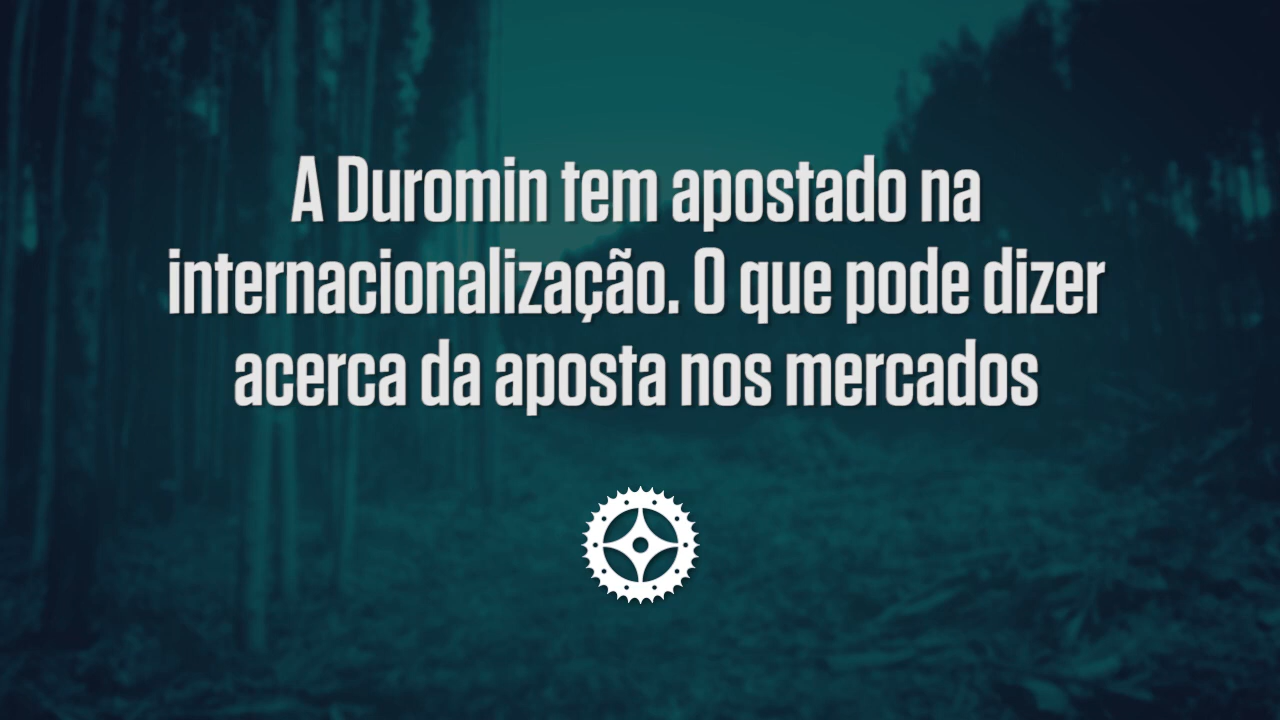 A Duromin tem apostado na
internacionalização. O que pode dizer
acerca da aposta nos mercados